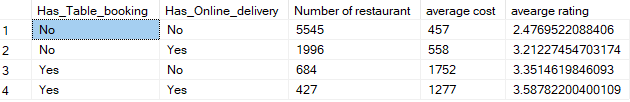 Has_Table_booking Has_Online_delivery Number of restaurant average cost avearge rating
1 No No 5545 457 2.4769522088406
2 No Yes 1996 558 3.21227454703174
3 Yes No 684 1752 3.3514619846093
4 Yes Yes 427 1277 3.58782200400109